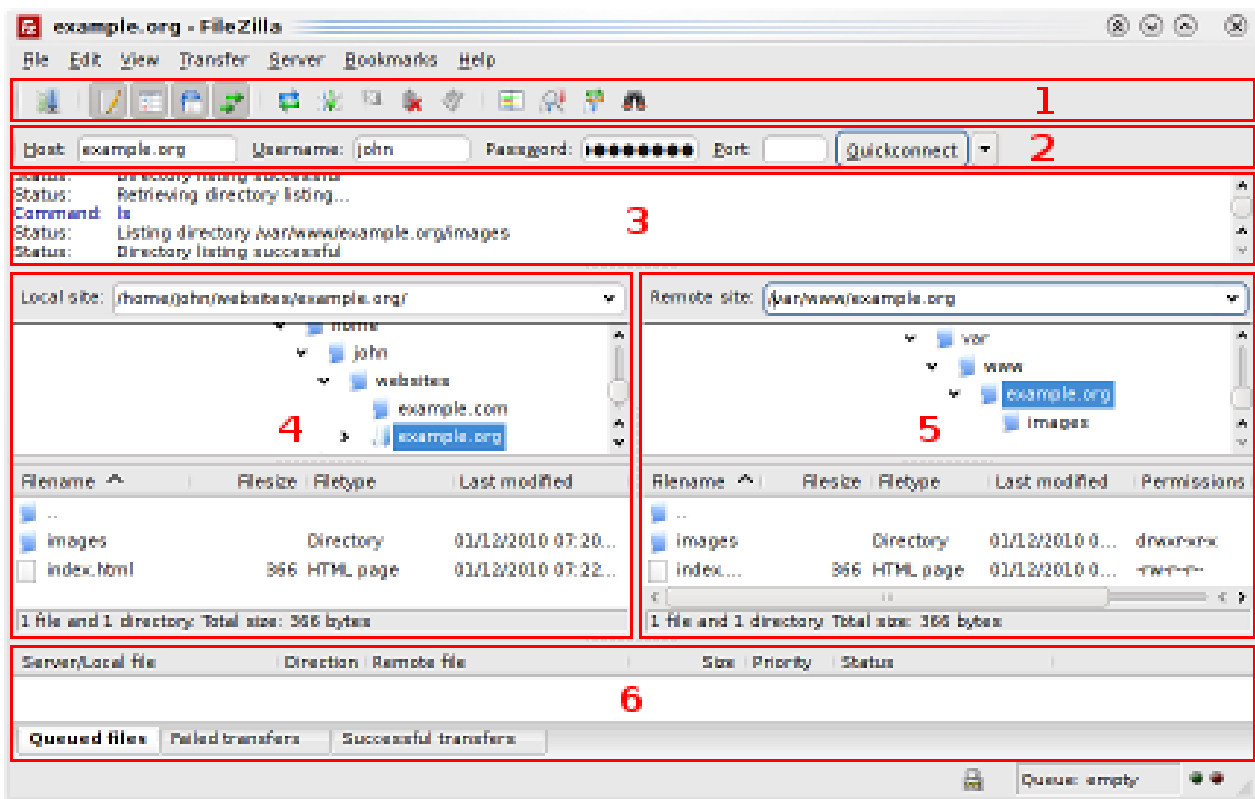 example.org - FileZilla
File Edit View Transfer Server Bookmarks Help
1
Host: example.org Username: john Password: Port: Quickconnect 2
Status: Directory listing successful
Status: Retrieving directory listing...
Command: ls
Status: Listing directory /var/www/example.org/images
Status: Directory listing successful
3
Local site: /home/john/websites/example.org/
home
john
websites
example.com
example.org
4
Filename Filesize Filetype Last modified
..
images Directory 01/12/2010 07:20...
index.html 366 HTML page 01/12/2010 07:22...
1 file and 1 directory. Total size: 366 bytes
Remote site: /var/www/example.org
var
www
example.org
images
5
Filename Filesize Filetype Last modified Permissions
..
images Directory 01/12/2010 0... drwxr-xr-x
index.... 366 HTML page 01/12/2010 0... -rw-r--r--
1 file and 1 directory. Total size: 366 bytes
Server/Local file Direction Remote file Size Priority Status
6
Queued files Failed transfers Successful transfers
Queue: empty